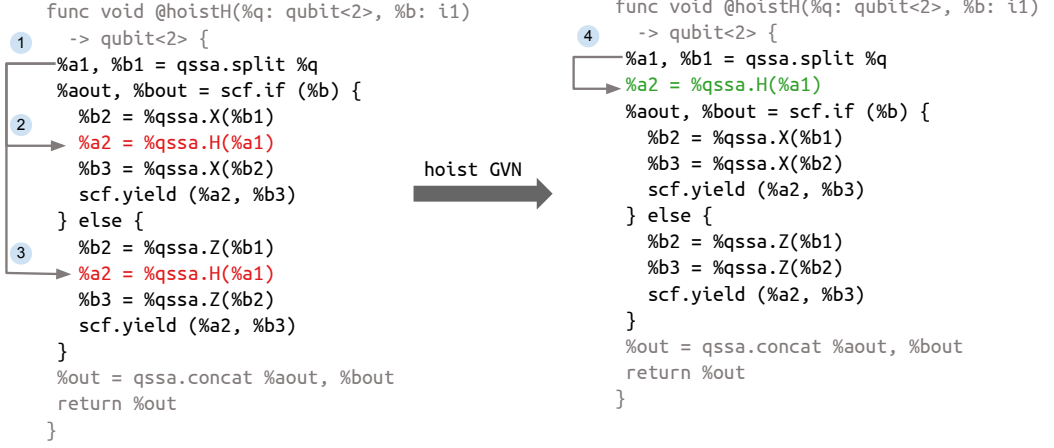 func void @hoistH(%q: qubit<2>, %b: i1)
-> qubit<2> {
1
%a1, %b1 = qssa.split %q
%aout, %bout = scf.if (%b) {
%b2 = %qssa.X(%b1)
2
%a2 = %qssa.H(%a1)
%b3 = %qssa.X(%b2)
scf.yield (%a2, %b3)
} else {
%b2 = %qssa.Z(%b1)
3
%a2 = %qssa.H(%a1)
%b3 = %qssa.Z(%b2)
scf.yield (%a2, %b3)
}
%out = qssa.concat %aout, %bout
return %out
}
hoist GVN
func void @hoistH(%q: qubit<2>, %b: i1)
-> qubit<2> {
4
%a1, %b1 = qssa.split %q
%a2 = %qssa.H(%a1)
%aout, %bout = scf.if (%b) {
%b2 = %qssa.X(%b1)
%b3 = %qssa.X(%b2)
scf.yield (%a2, %b3)
} else {
%b2 = %qssa.Z(%b1)
%b3 = %qssa.Z(%b2)
scf.yield (%a2, %b3)
}
%out = qssa.concat %aout, %bout
return %out
}